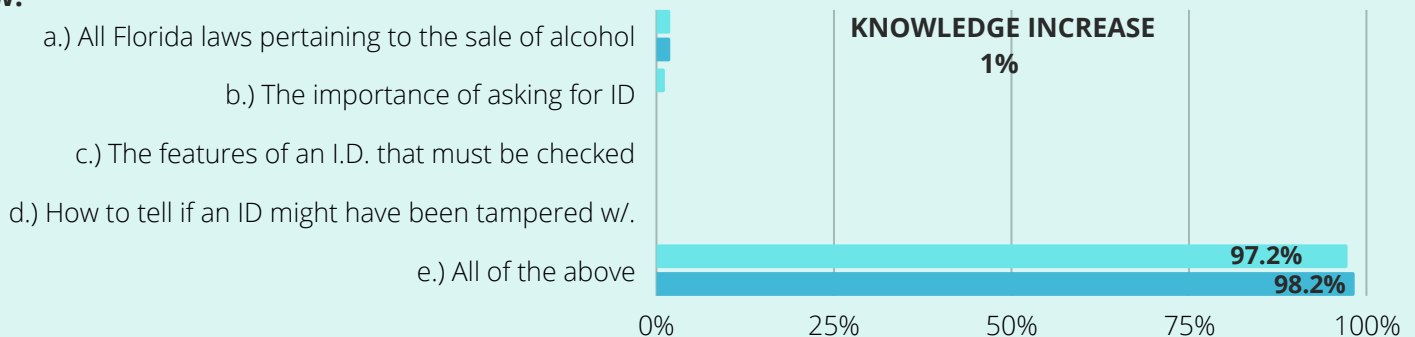 a.) All Florida laws pertaining to the sale of alcohol
KNOWLEDGE INCREASE
1%
b.) The importance of asking for ID
c.) The features of an I.D. that must be checked
d.) How to tell if an ID might have been tampered w/.
e.) All of the above
97.2%
98.2%
0% 25% 50% 75% 100%